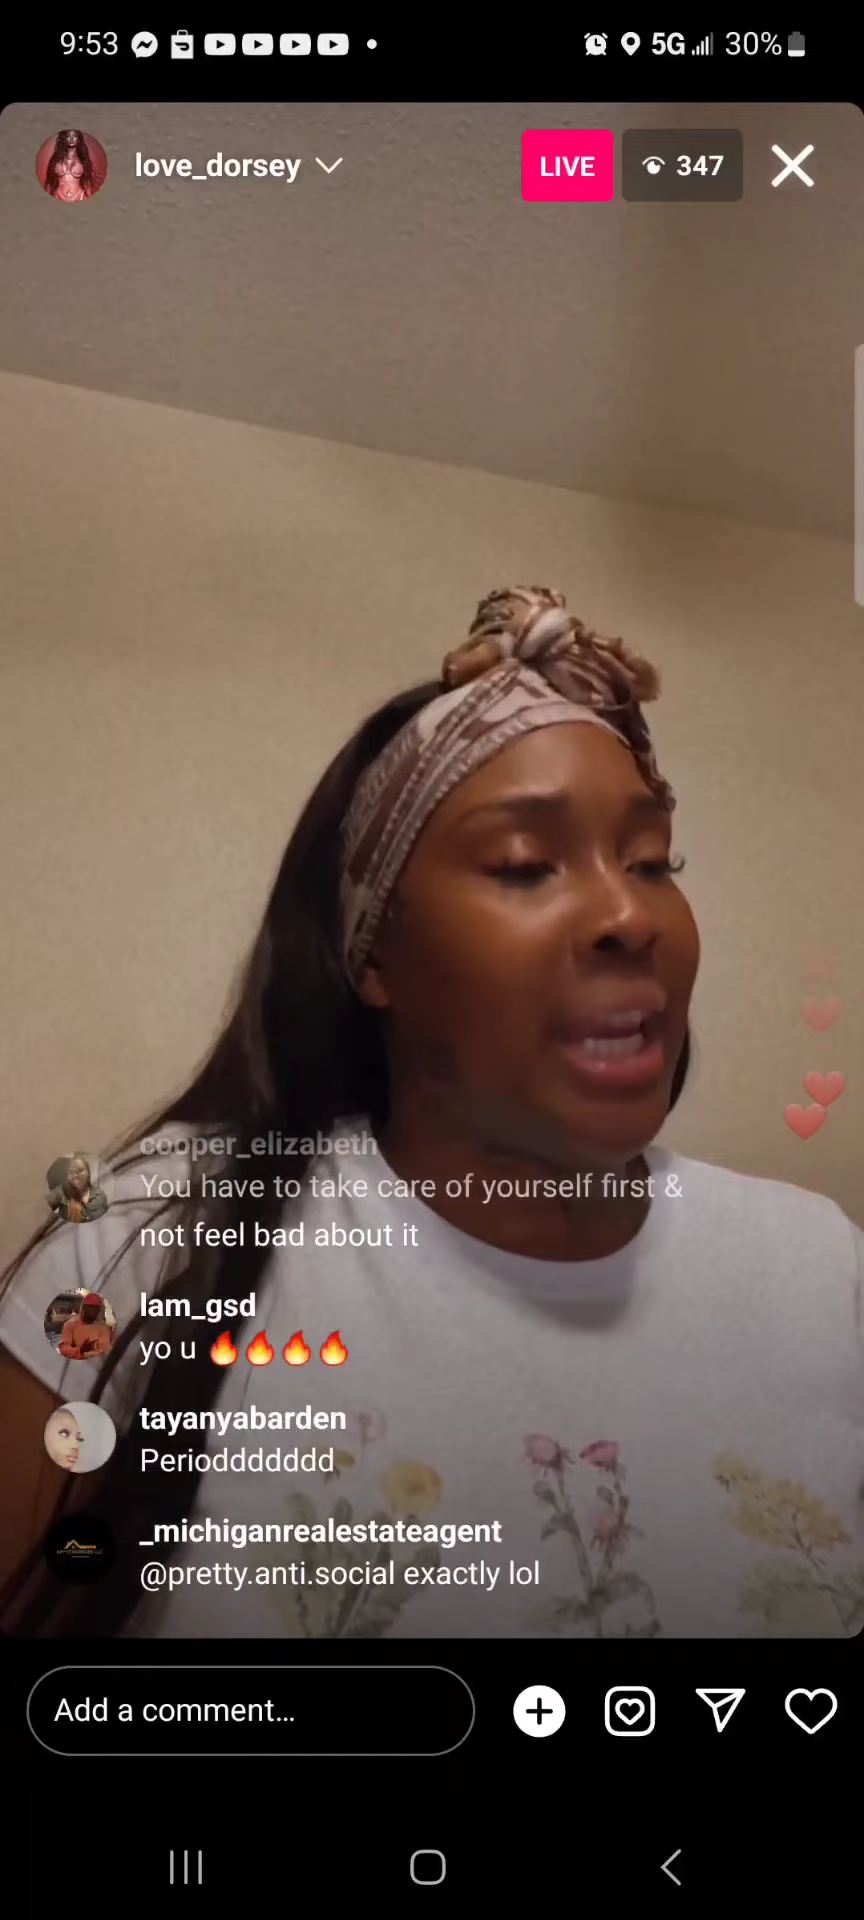 9:53
5G 30%
love_dorsey
LIVE
347
cooper_elizabeth
You have to take care of yourself first &
not feel bad about it
lam_gsd
yo u 🔥🔥🔥🔥
tayanyabarden
Perioddddddd
_michiganrealestateagent
@pretty.anti.social exactly lol
Add a comment...